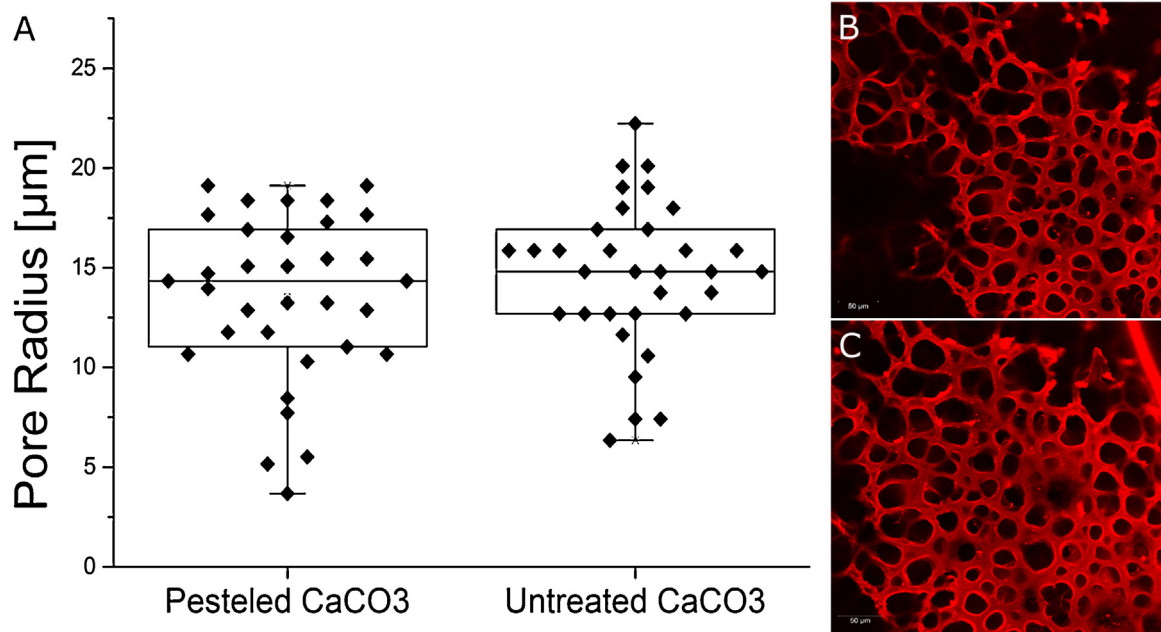 A
Pore Radius [µm]
25
20
15
10
5
0
Pesteled CaCO3
Untreated CaCO3
B
50 µm
C
50 µm